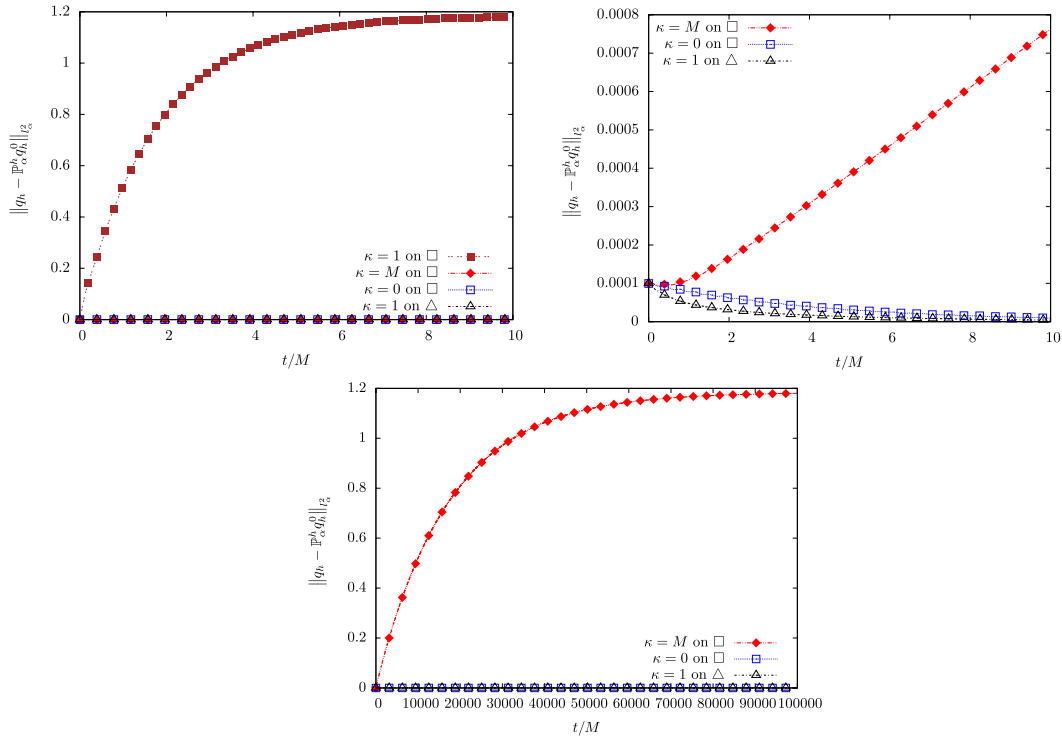 1.2
1
0.8
0.6
0.4
0.2
0
||q_h − ℙ_α^h q_h^0||_{l_α^2}
κ = 1 on □
κ = M on □
κ = 0 on □
κ = 1 on △
0 2 4 6 8 10
t/M
0.0008
0.0007
0.0006
0.0005
0.0004
0.0003
0.0002
0.0001
0
||q_h − ℙ_α^h q_h^0||_{l_α^2}
κ = M on □
κ = 0 on □
κ = 1 on △
0 2 4 6 8 10
t/M
1.2
1
0.8
0.6
0.4
0.2
0
||q_h − ℙ_α^h q_h^0||_{l_α^2}
κ = M on □
κ = 0 on □
κ = 1 on △
0 10000 20000 30000 40000 50000 60000 70000 80000 90000 100000
t/M